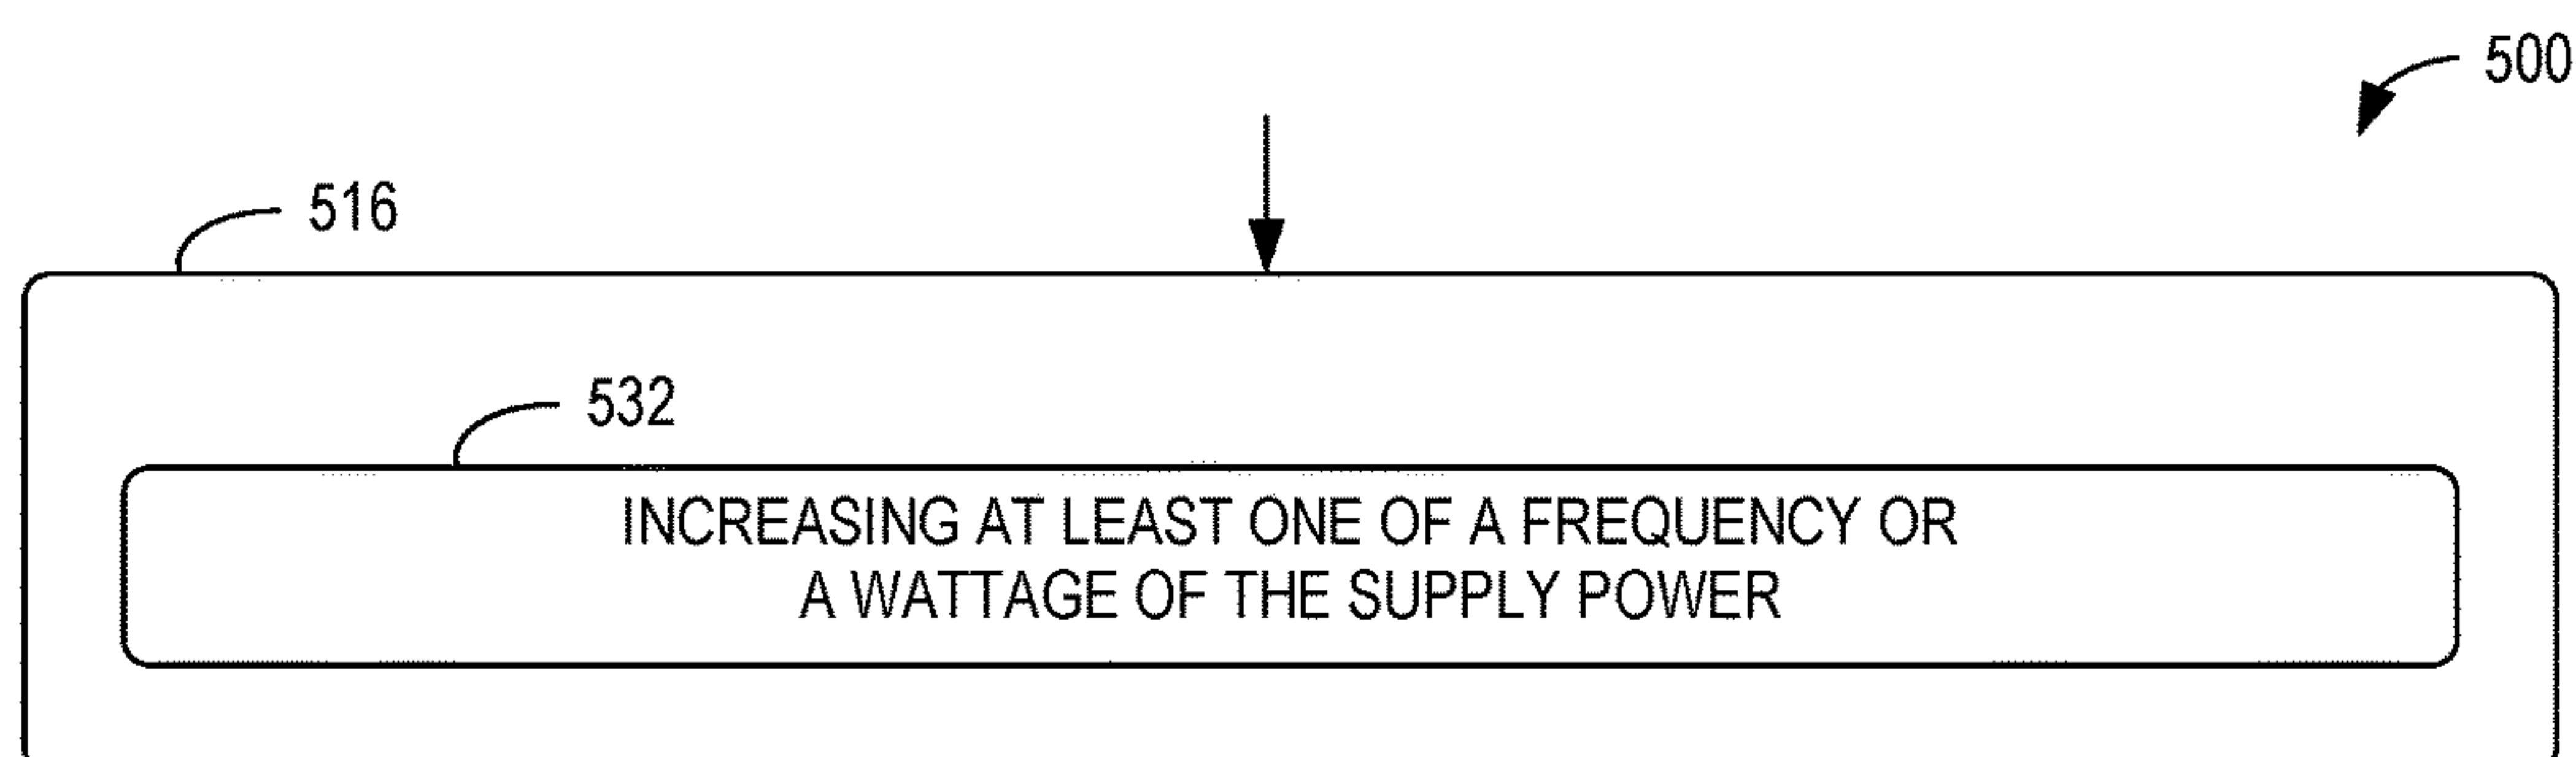 500
516
532
INCREASING AT LEAST ONE OF A FREQUENCY OR
A WATTAGE OF THE SUPPLY POWER